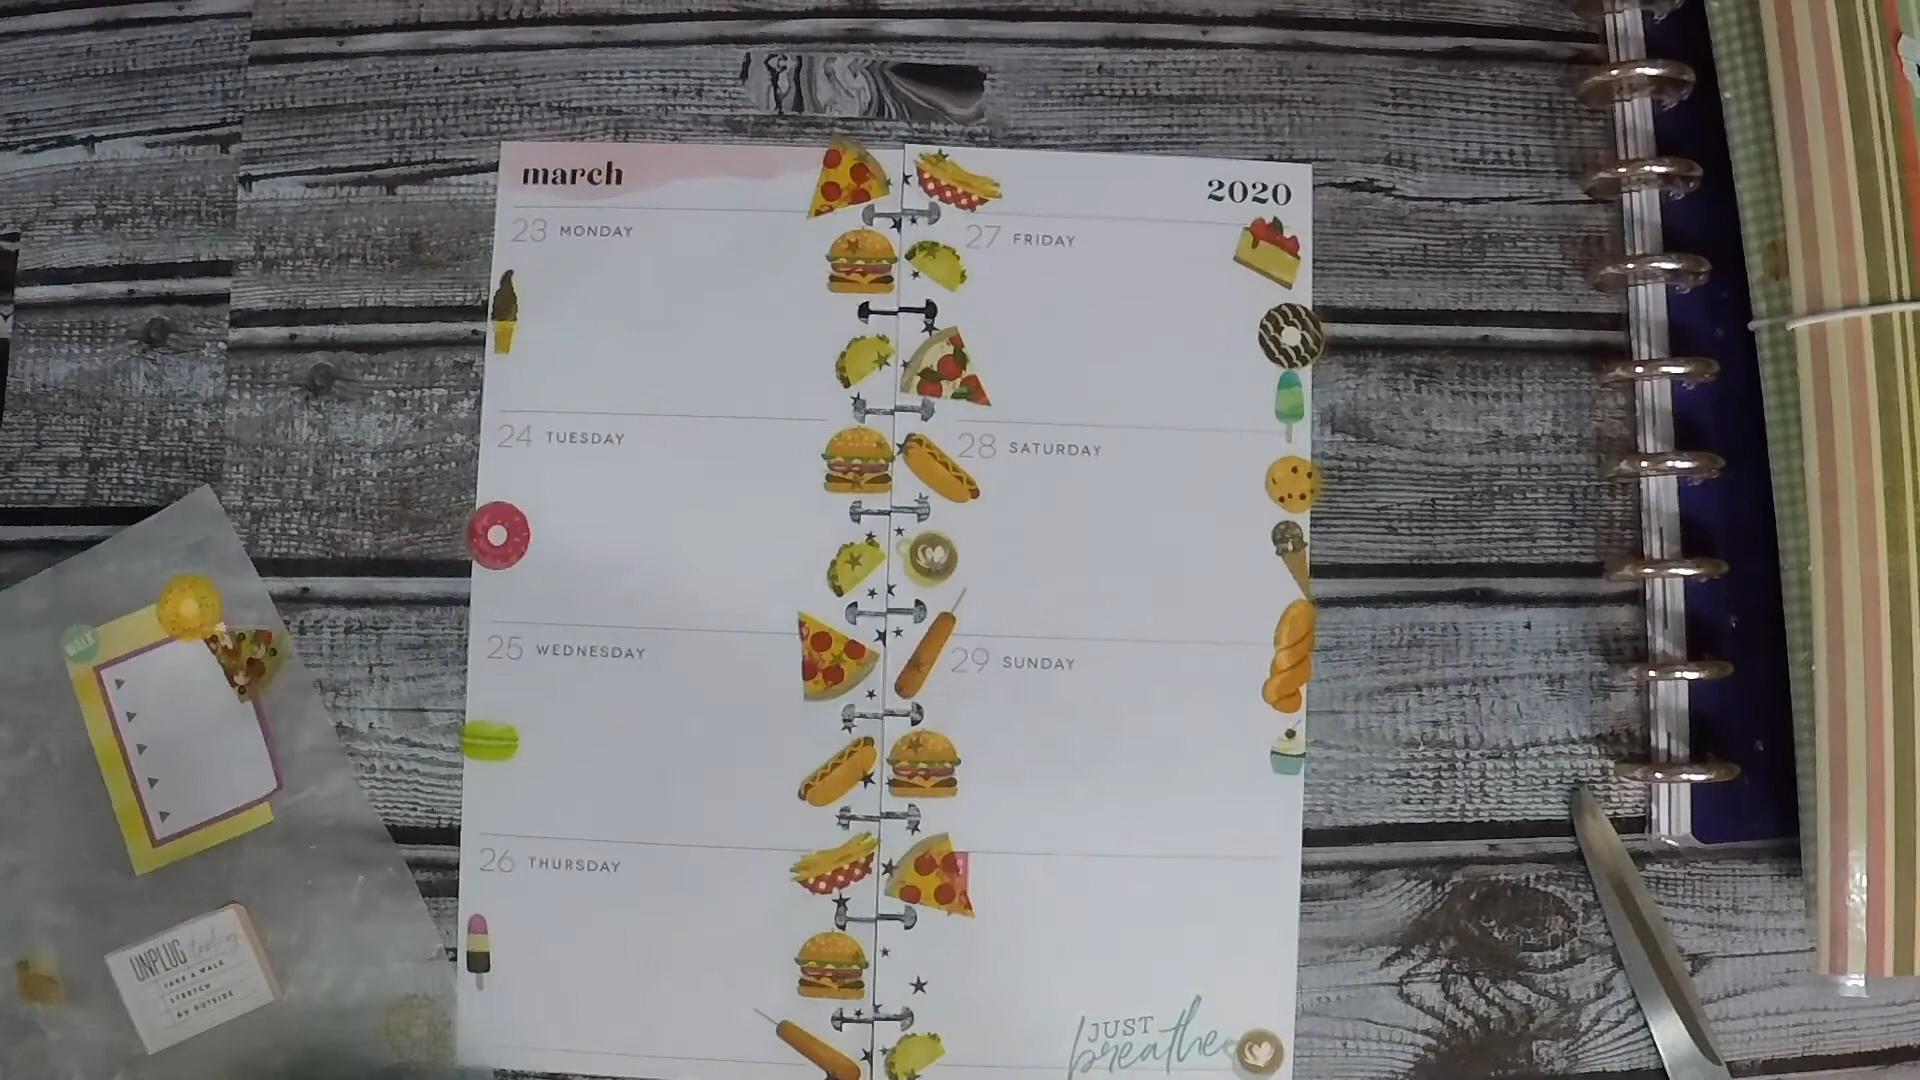 march
2020
23 MONDAY
27 FRIDAY
24 TUESDAY
28 SATURDAY
25 WEDNESDAY
29 SUNDAY
26 THURSDAY
JUST
breathe
WALK
UNPLUG today
TAKE A WALK
STRETCH
GO OUTSIDE